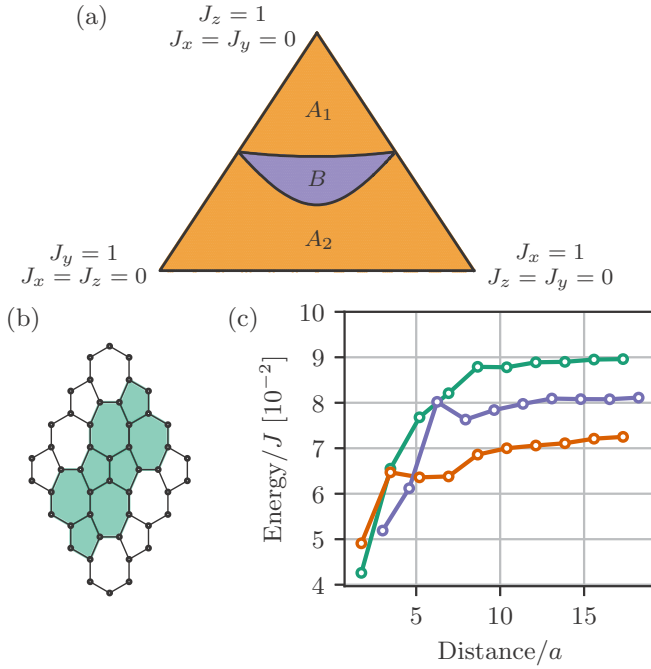 (a)
J_z = 1
J_x = J_y = 0
A_1
B
A_2
J_y = 1
J_x = J_z = 0
J_x = 1
J_z = J_y = 0
(b)
(c)
Energy/J [10^{-2}]
10
9
8
7
6
5
4
5
10
15
Distance/a